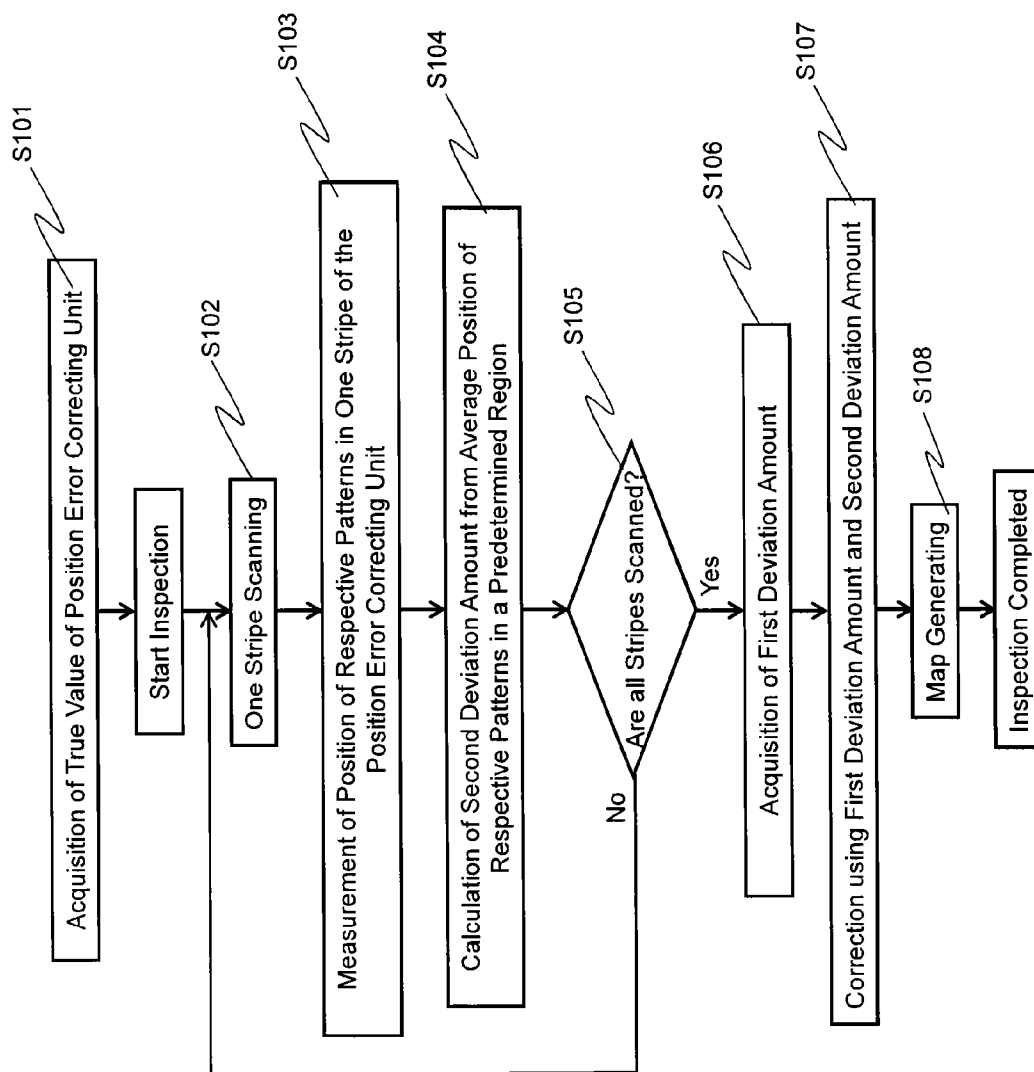 S101
Acquisition of True Value of Position Error Correcting Unit
Start Inspection
S102
One Stripe Scanning
S103
Measurement of Position of Respective Patterns in One Stripe of the
Position Error Correcting Unit
S104
Calculation of Second Deviation Amount from Average Position of
Respective Patterns in a Predetermined Region
S105
Are all Stripes Scanned?
No
Yes
S106
Acquisition of First Deviation Amount
S107
Correction using First Deviation Amount and Second Deviation Amount
S108
Map Generating
Inspection Completed